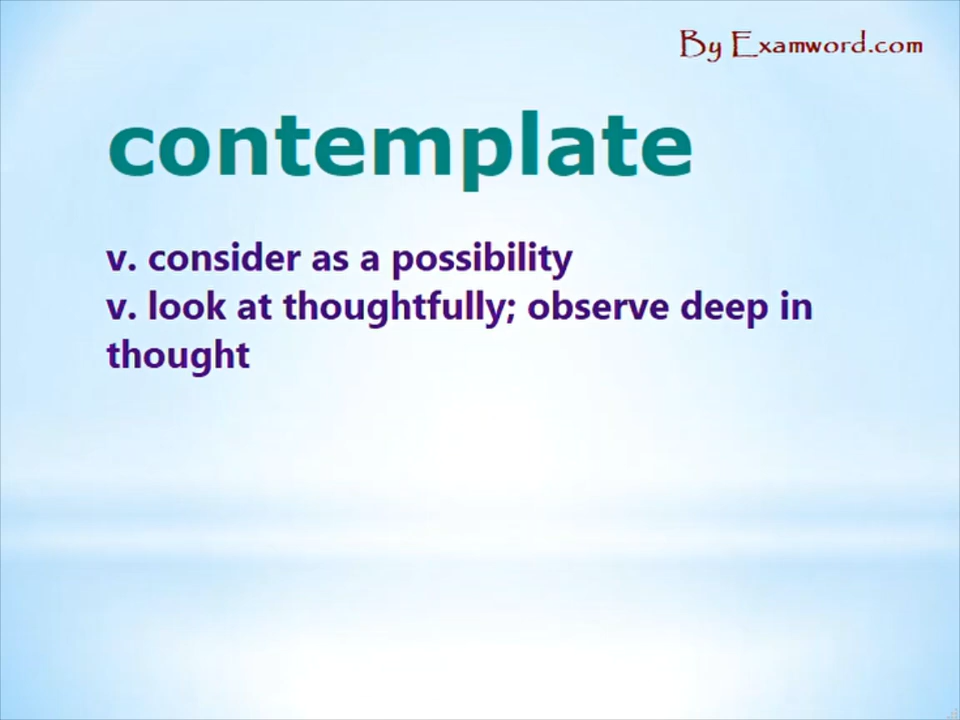 By Examword.com
contemplate
v. consider as a possibility
v. look at thoughtfully; observe deep in
thought